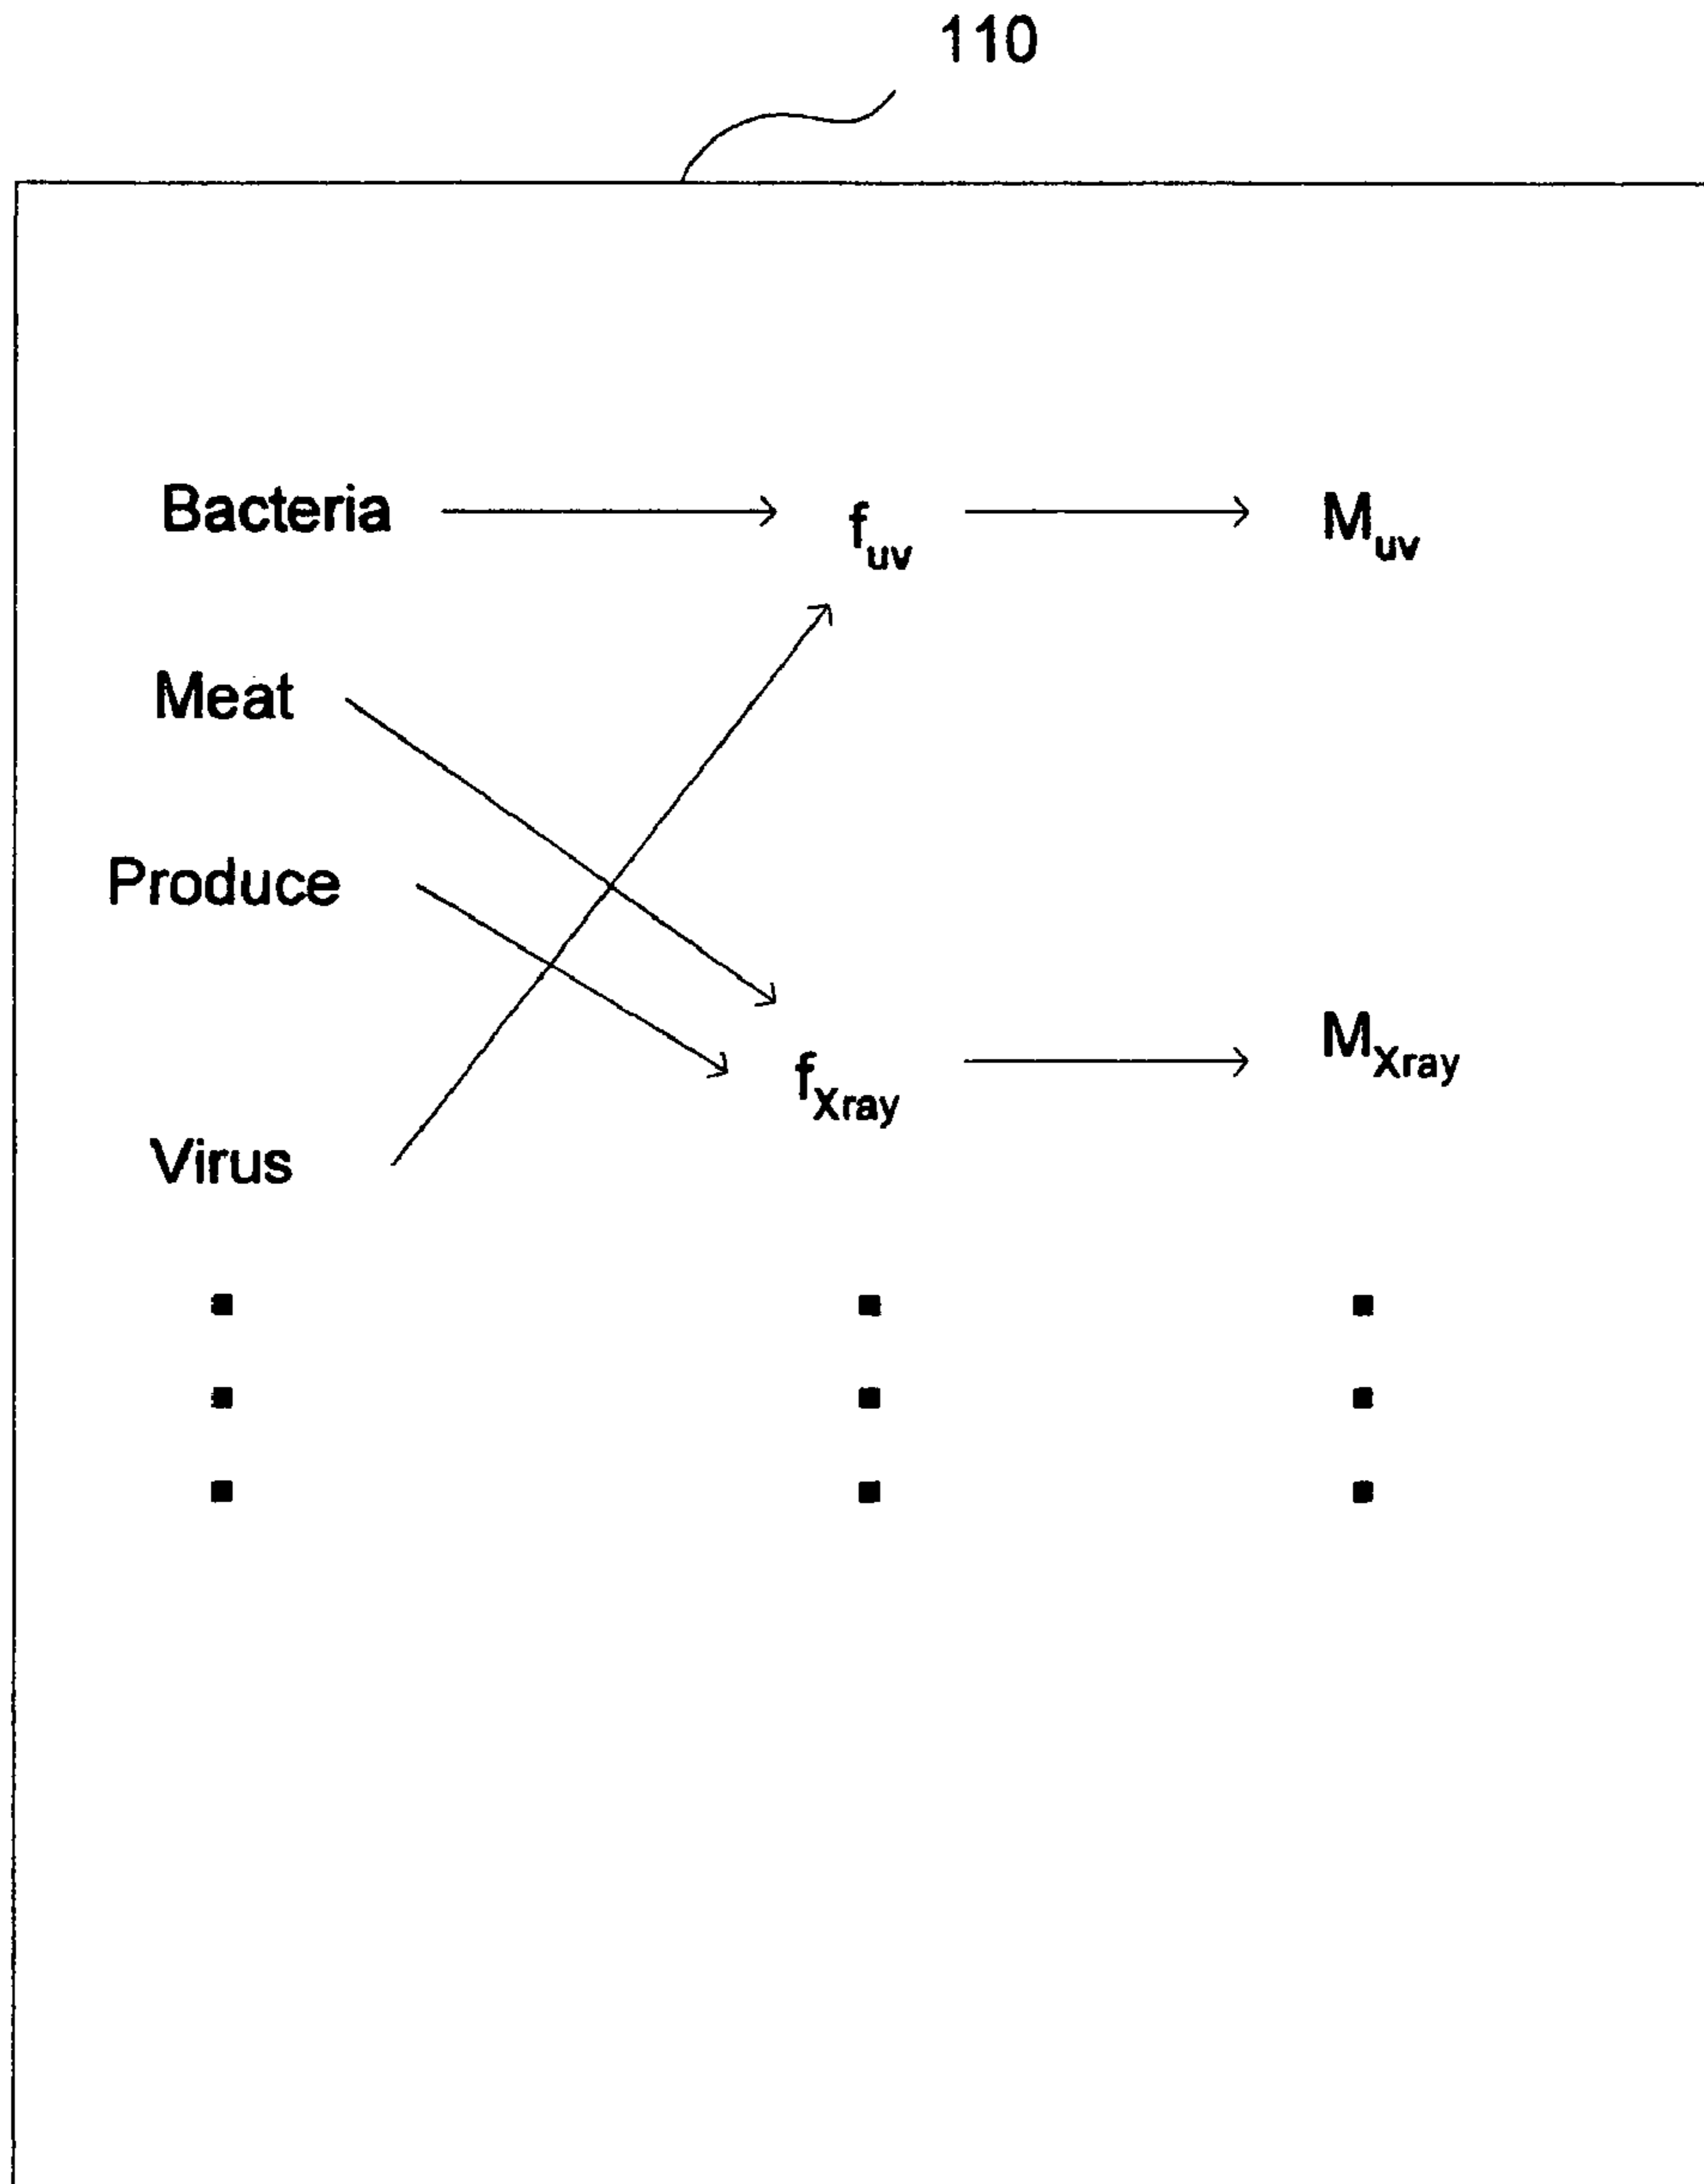 110
Bacteria f_uv M_uv
Meat
Produce
f_Xray M_Xray
Virus